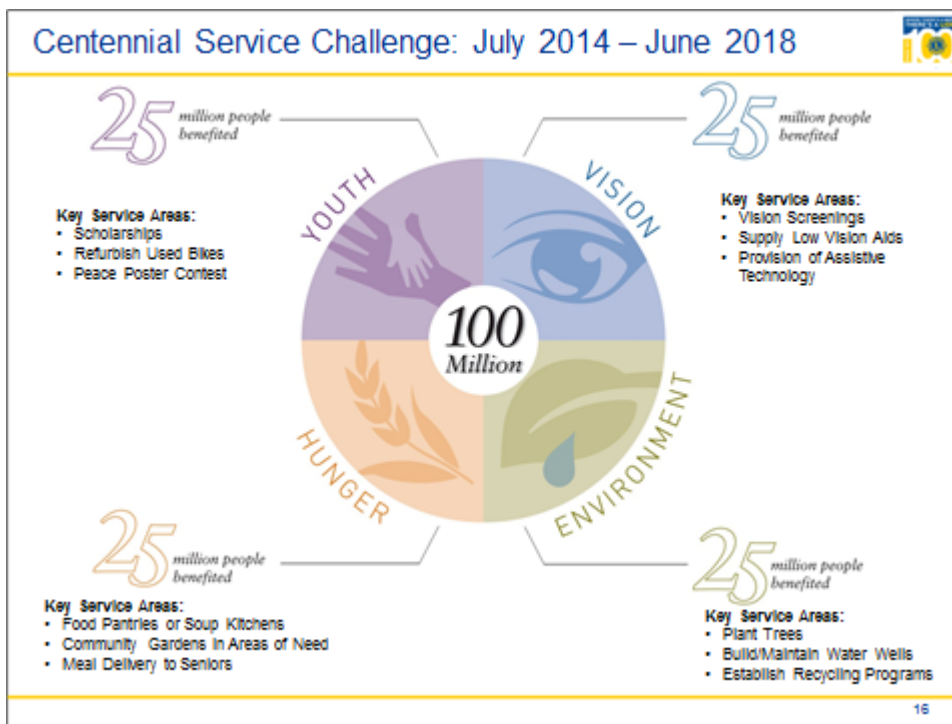 Centennial Service Challenge: July 2014 – June 2018
25 million people
benefited
Key Service Areas:
• Scholarships
• Refurbish Used Bikes
• Peace Poster Contest
25 million people
benefited
Key Service Areas:
• Vision Screenings
• Supply Low Vision Aids
• Provision of Assistive
Technology
YOUTH
VISION
100
Million
HUNGER
ENVIRONMENT
25 million people
benefited
Key Service Areas:
• Food Pantries or Soup Kitchens
• Community Gardens in Areas of Need
• Meal Delivery to Seniors
25 million people
benefited
Key Service Areas:
• Plant Trees
• Build/Maintain Water Wells
• Establish Recycling Programs
16